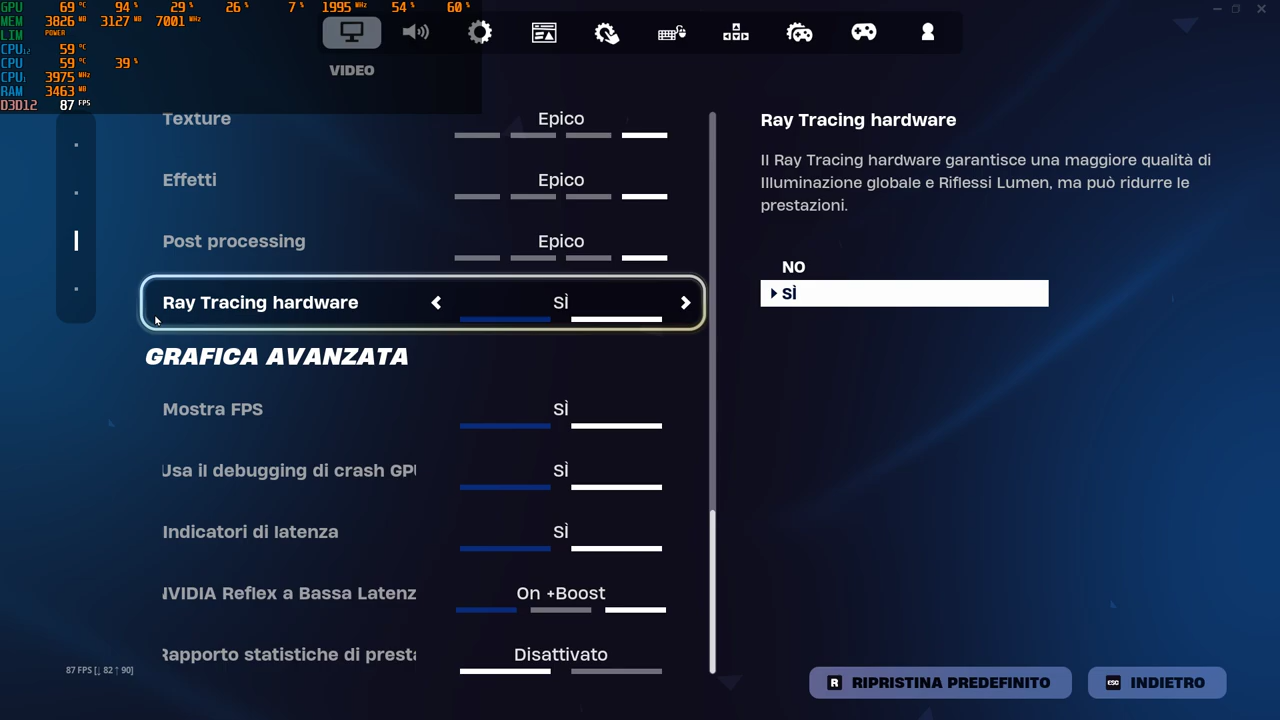 GPU 69 °C 94 % 29 % 26 % 7 % 1995 MHz 54 % 60 %
MEM 3826 MB 3127 MB 7001 MHz
LIM POWER
CPU12 59 °C
CPU 59 °C 39 %
CPU1 3975 MHz
RAM 3463 MB
D3D12 87 FPS
VIDEO
Texture Epico
Effetti Epico
Post processing Epico
Ray Tracing hardware SÌ
GRAFICA AVANZATA
Mostra FPS SÌ
Usa il debugging di crash GPU SÌ
Indicatori di latenza SÌ
NVIDIA Reflex a Bassa Latenz On +Boost
Rapporto statistiche di presta Disattivato
87 FPS [↓ 82 ↑ 90]
Ray Tracing hardware
Il Ray Tracing hardware garantisce una maggiore qualità di
Illuminazione globale e Riflessi Lumen, ma può ridurre le
prestazioni.
NO
SÌ
R RIPRISTINA PREDEFINITO
ESC INDIETRO